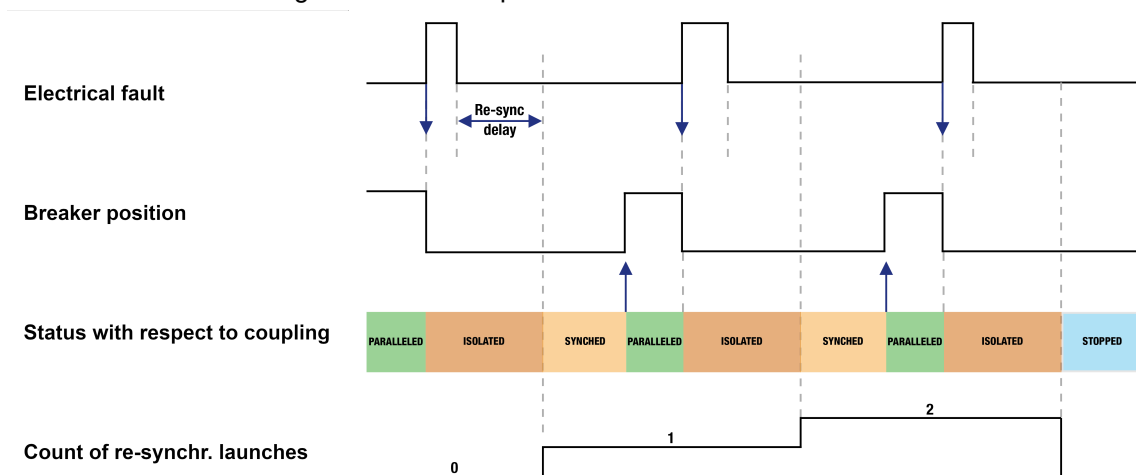 Electrical fault
Re-sync
delay
Breaker position
Status with respect to coupling
PARALLELED ISOLATED SYNCHED PARALLELED ISOLATED SYNCHED PARALLELED ISOLATED STOPPED
2
1
Count of re-synchr. launches
0